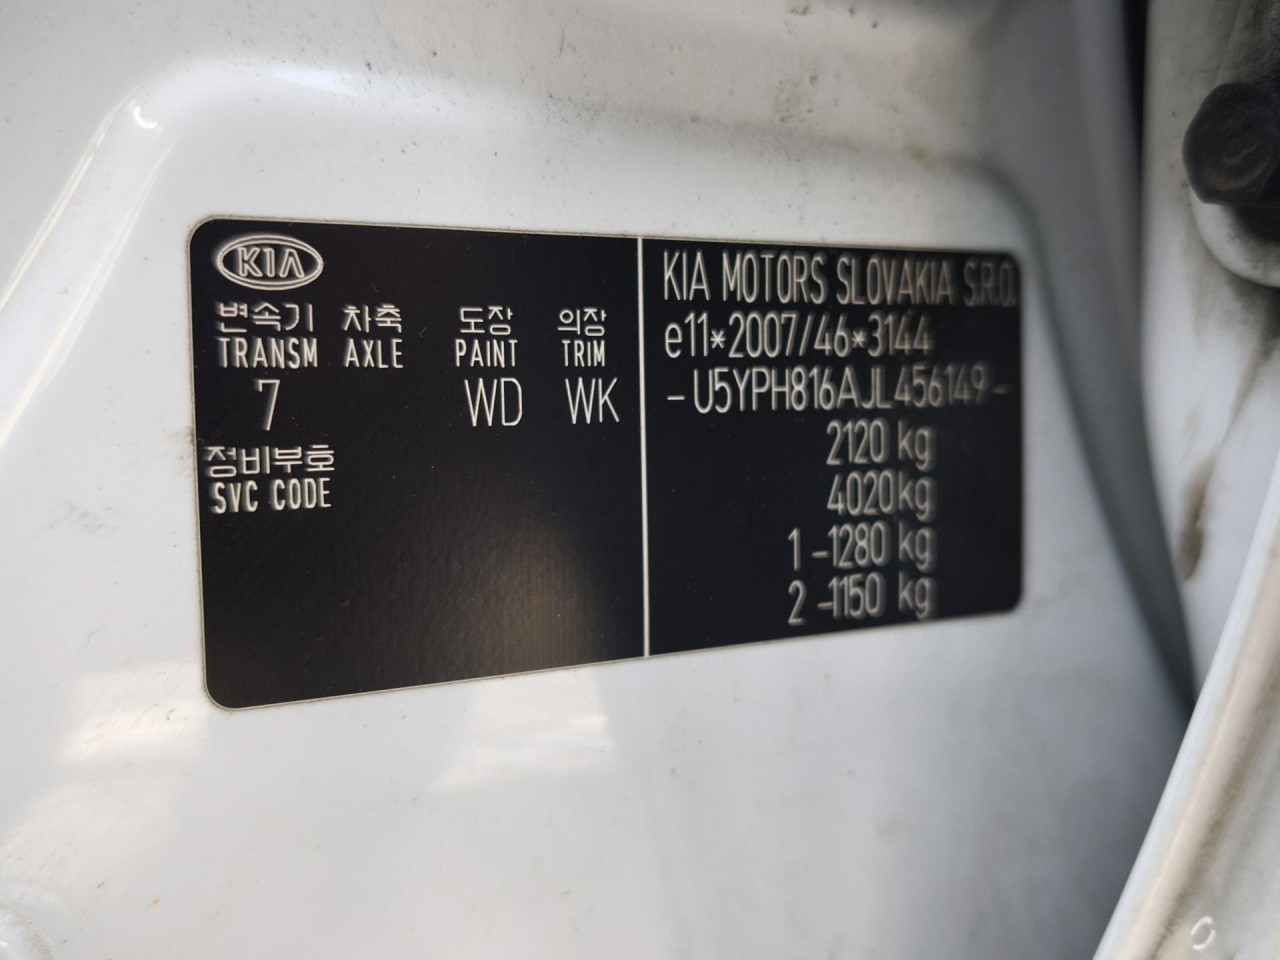 KIA
변속기 차축 도장 의장
TRANSM AXLE PAINT TRIM
7 WD WK
정비부호
SVC CODE
KIA MOTORS SLOVAKIA S.R.O.
e11*2007/46*3144
-U5YPH816AJL456149-
2120 kg
4020 kg
1 -1280 kg
2 -1150 kg